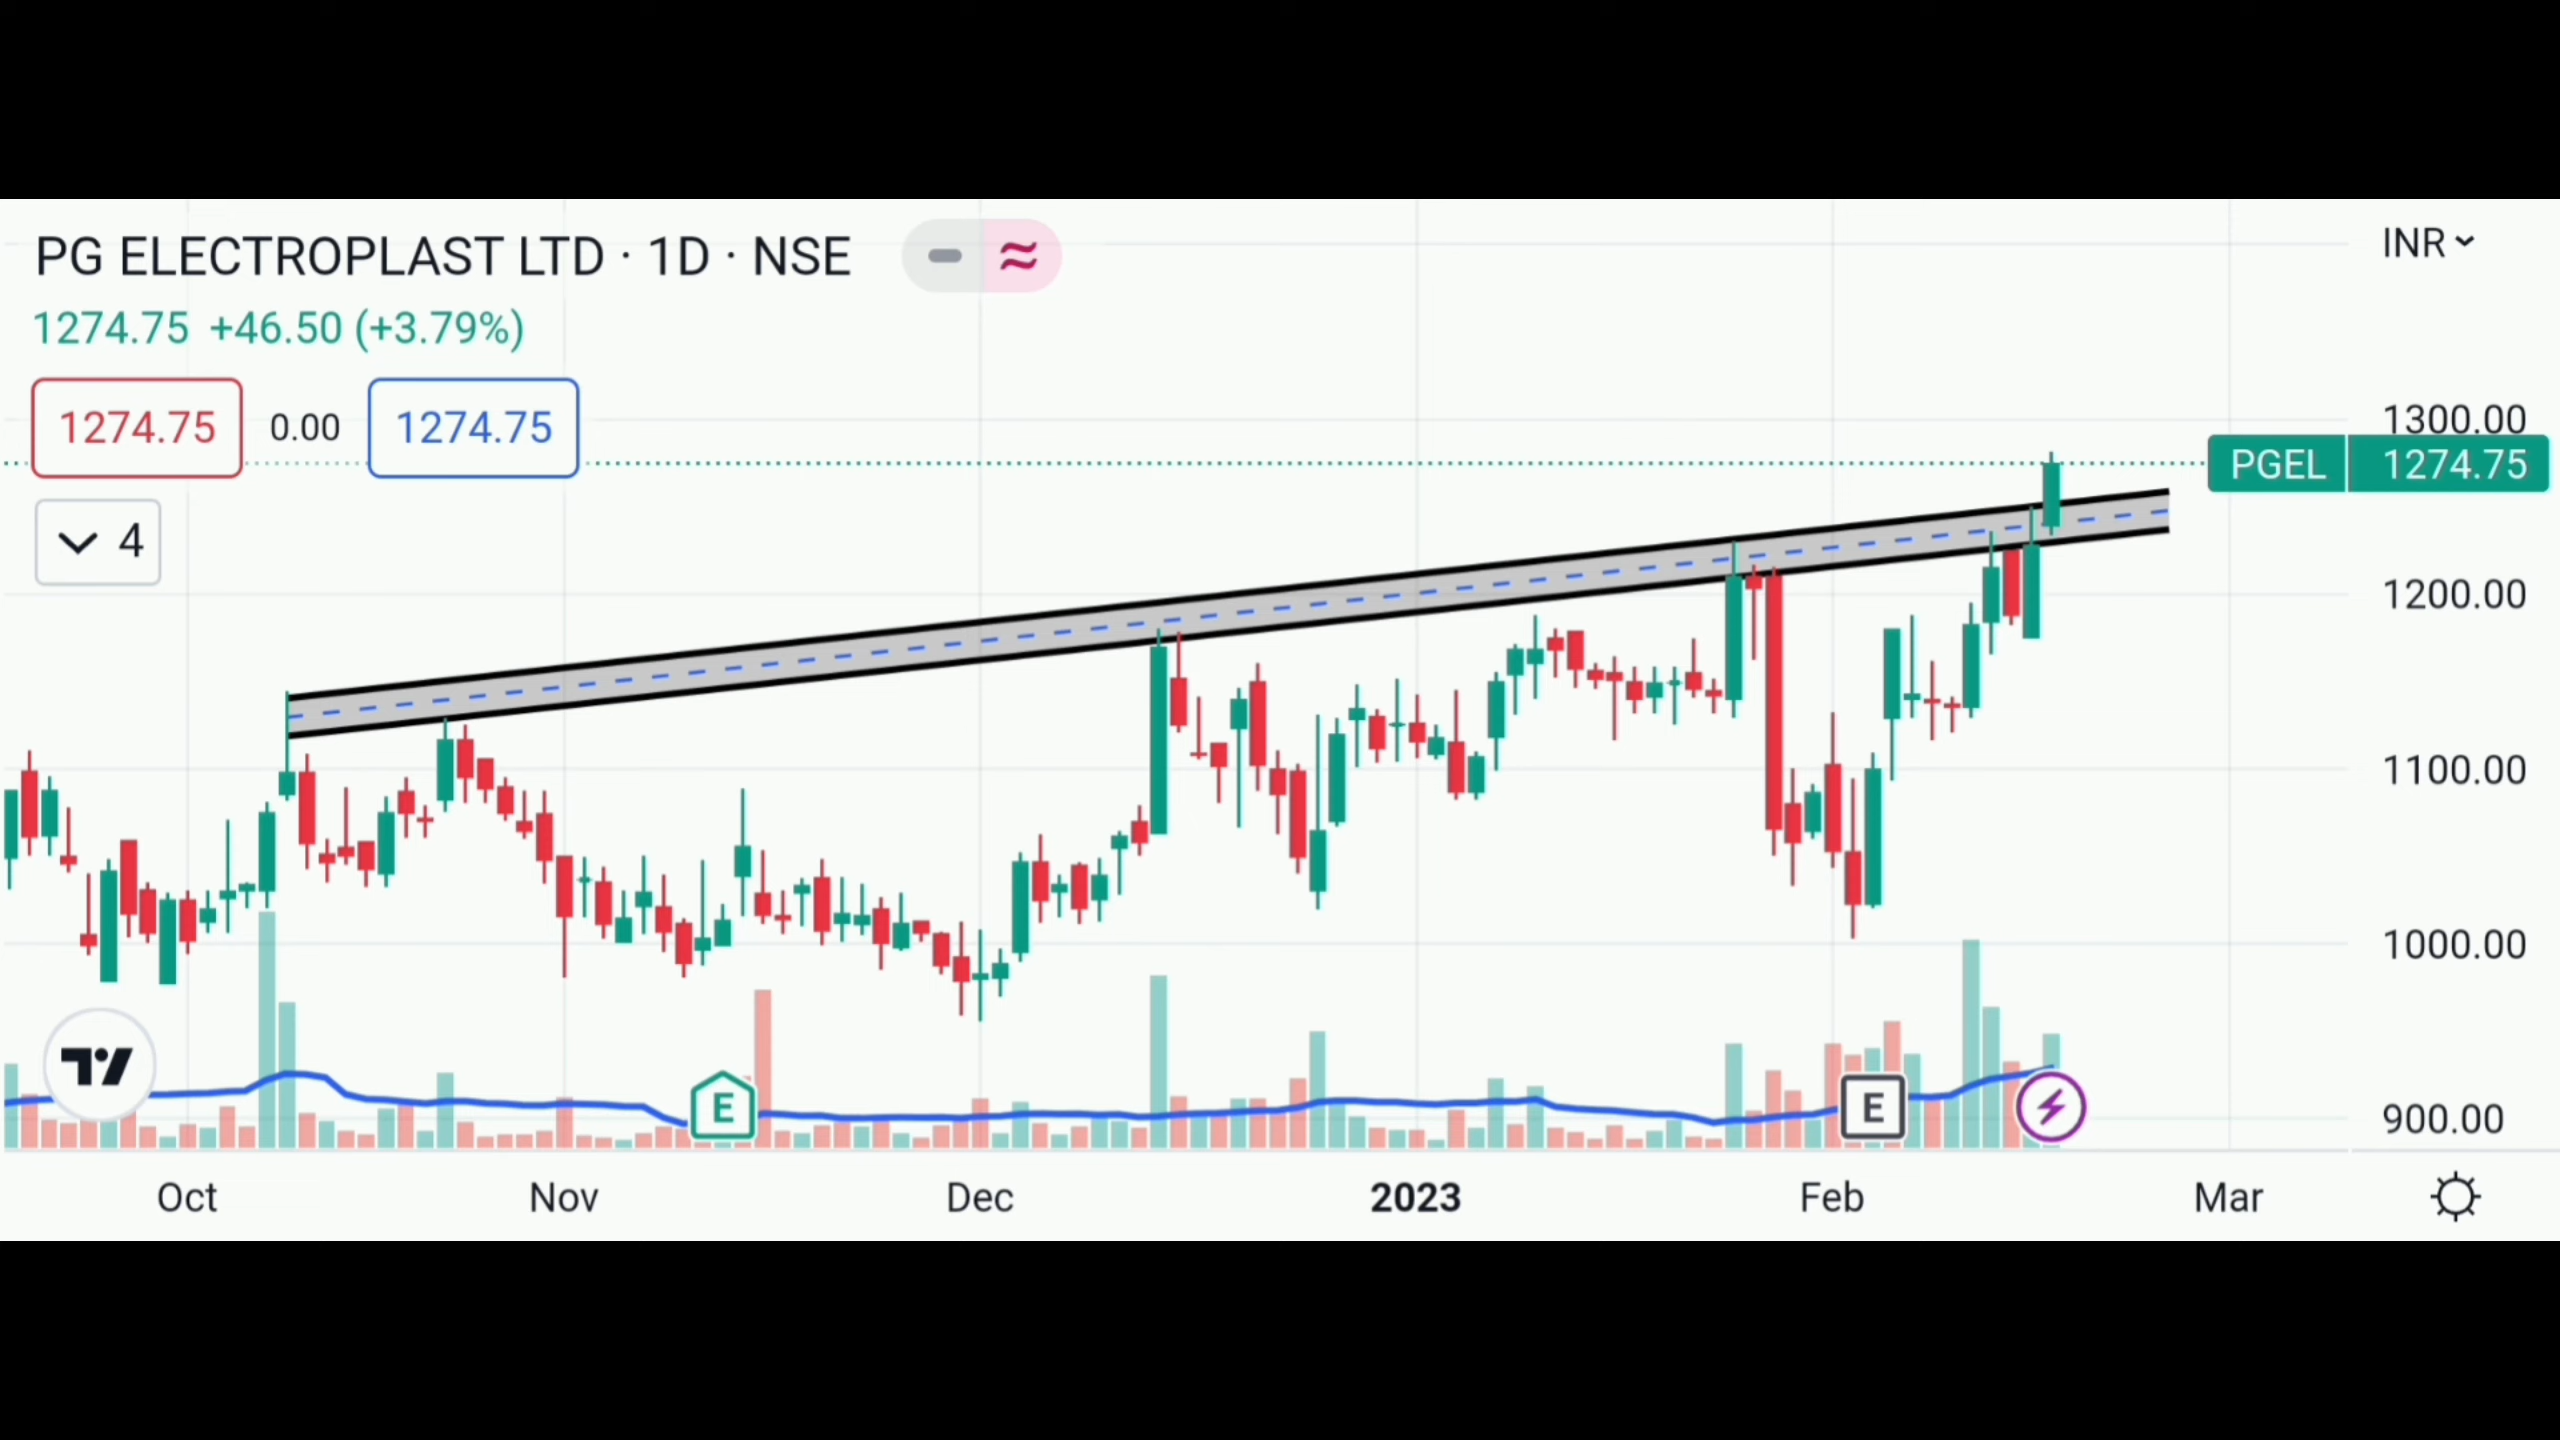 PG ELECTROPLAST LTD · 1D · NSE
INR
1274.75 +46.50 (+3.79%)
1274.75 0.00 1274.75
4
1300.00
PGEL 1274.75
1200.00
1100.00
1000.00
900.00
E
E
Oct Nov Dec 2023 Feb Mar